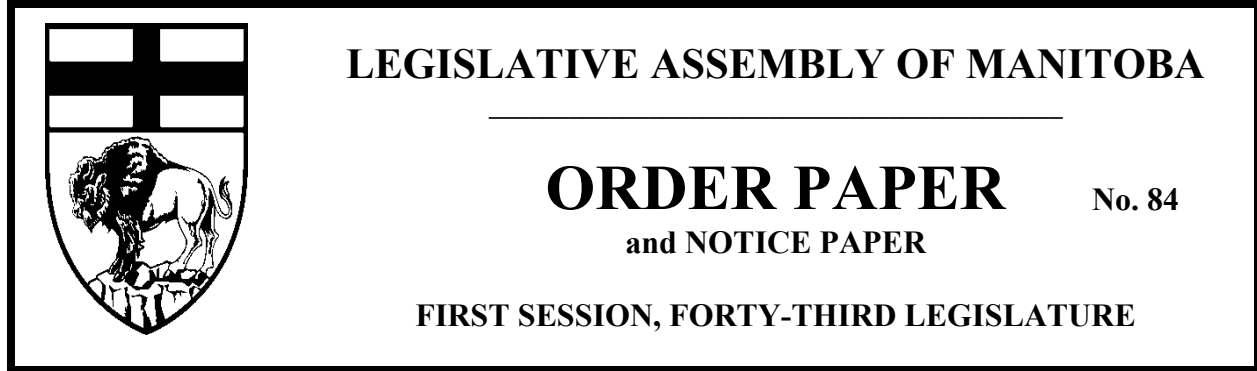 LEGISLATIVE ASSEMBLY OF MANITOBA
ORDER PAPER No. 84
and NOTICE PAPER
FIRST SESSION, FORTY-THIRD LEGISLATURE